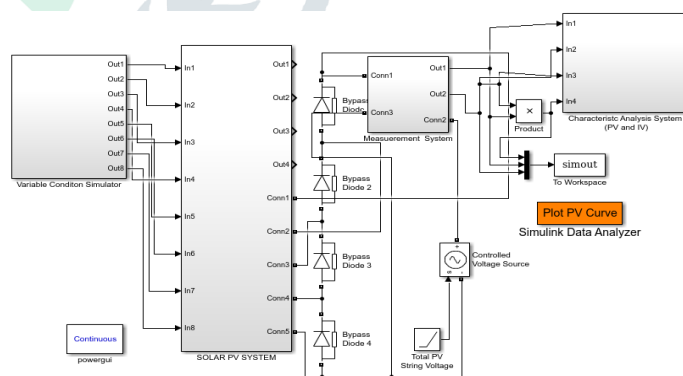 Out1
Out2
Out3
Out4
Out5
Out6
Out7
Out8
Variable Conditon Simulator
In1
In2
In3
In4
In5
In6
In7
In8
Out1
Out2
Out3
Out4
Conn1
Conn2
Conn3
Conn4
Conn5
SOLAR PV SYSTEM
Continuous
powergui
Bypass
Diode
Bypass
Diode 2
Bypass
Diode 3
Bypass
Diode 4
Conn1
Conn3
Out1
Out2
Conn2
Measuerement System
×
Product
In1
In2
In3
In4
Characteristc Analysis System
(PV and IV)
simout
To Workspace
Plot PV Curve
Simulink Data Analyzer
Controlled
Voltage Source
Total PV
String Voltage